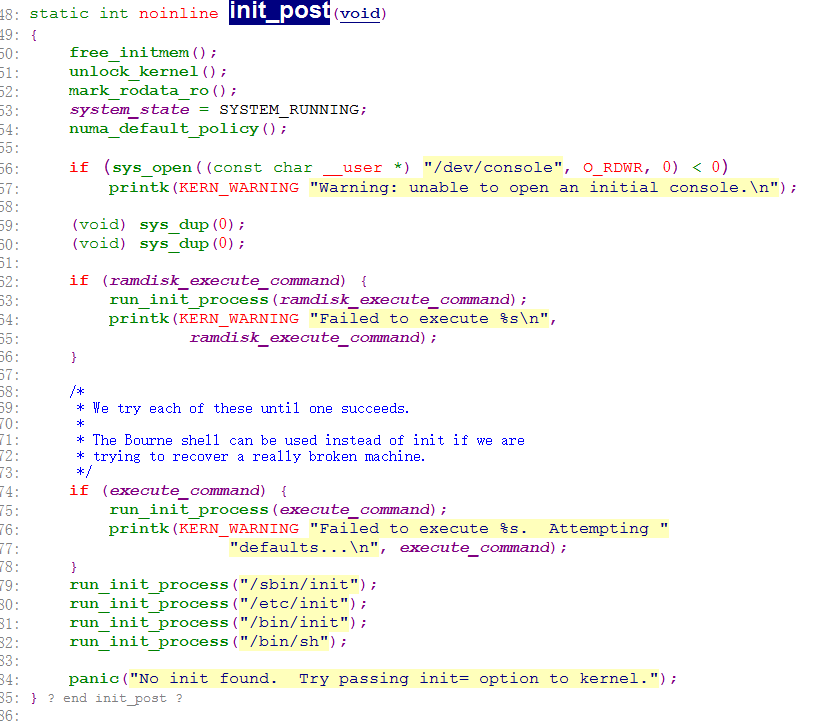 48: static int noinline init_post(void)
49: {
50:     free_initmem();
51:     unlock_kernel();
52:     mark_rodata_ro();
53:     system_state = SYSTEM_RUNNING;
54:     numa_default_policy();
55:
56:     if (sys_open((const char __user *) "/dev/console", O_RDWR, 0) < 0)
57:         printk(KERN_WARNING "Warning: unable to open an initial console.\n");
58:
59:     (void) sys_dup(0);
60:     (void) sys_dup(0);
61:
62:     if (ramdisk_execute_command) {
63:         run_init_process(ramdisk_execute_command);
64:         printk(KERN_WARNING "Failed to execute %s\n",
65:                 ramdisk_execute_command);
66:     }
67:
68:     /*
69:      * We try each of these until one succeeds.
70:      *
71:      * The Bourne shell can be used instead of init if we are
72:      * trying to recover a really broken machine.
73:      */
74:     if (execute_command) {
75:         run_init_process(execute_command);
76:         printk(KERN_WARNING "Failed to execute %s.  Attempting "
77:                     "defaults...\n", execute_command);
78:     }
79:     run_init_process("/sbin/init");
80:     run_init_process("/etc/init");
81:     run_init_process("/bin/init");
82:     run_init_process("/bin/sh");
83:
84:     panic("No init found.  Try passing init= option to kernel.");
85: } ? end init_post ?
86: